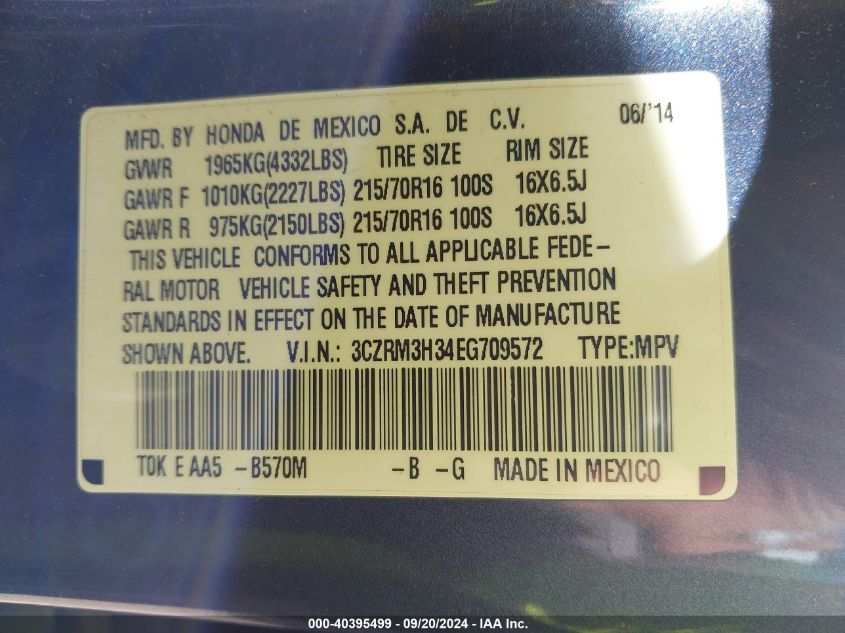 MFD. BY HONDA DE MEXICO S.A. DE C.V. 06/'14
GVWR 1965KG(4332LBS) TIRE SIZE RIM SIZE
GAWR F 1010KG(2227LBS) 215/70R16 100S 16X6.5J
GAWR R 975KG(2150LBS) 215/70R16 100S 16X6.5J
THIS VEHICLE CONFORMS TO ALL APPLICABLE FEDE-
RAL MOTOR VEHICLE SAFETY AND THEFT PREVENTION
STANDARDS IN EFFECT ON THE DATE OF MANUFACTURE
SHOWN ABOVE. V.I.N.: 3CZRM3H34EG709572 TYPE:MPV
T0K E AA5 -B570M -B -G MADE IN MEXICO
000-40395499 - 09/20/2024 - IAA, Inc.